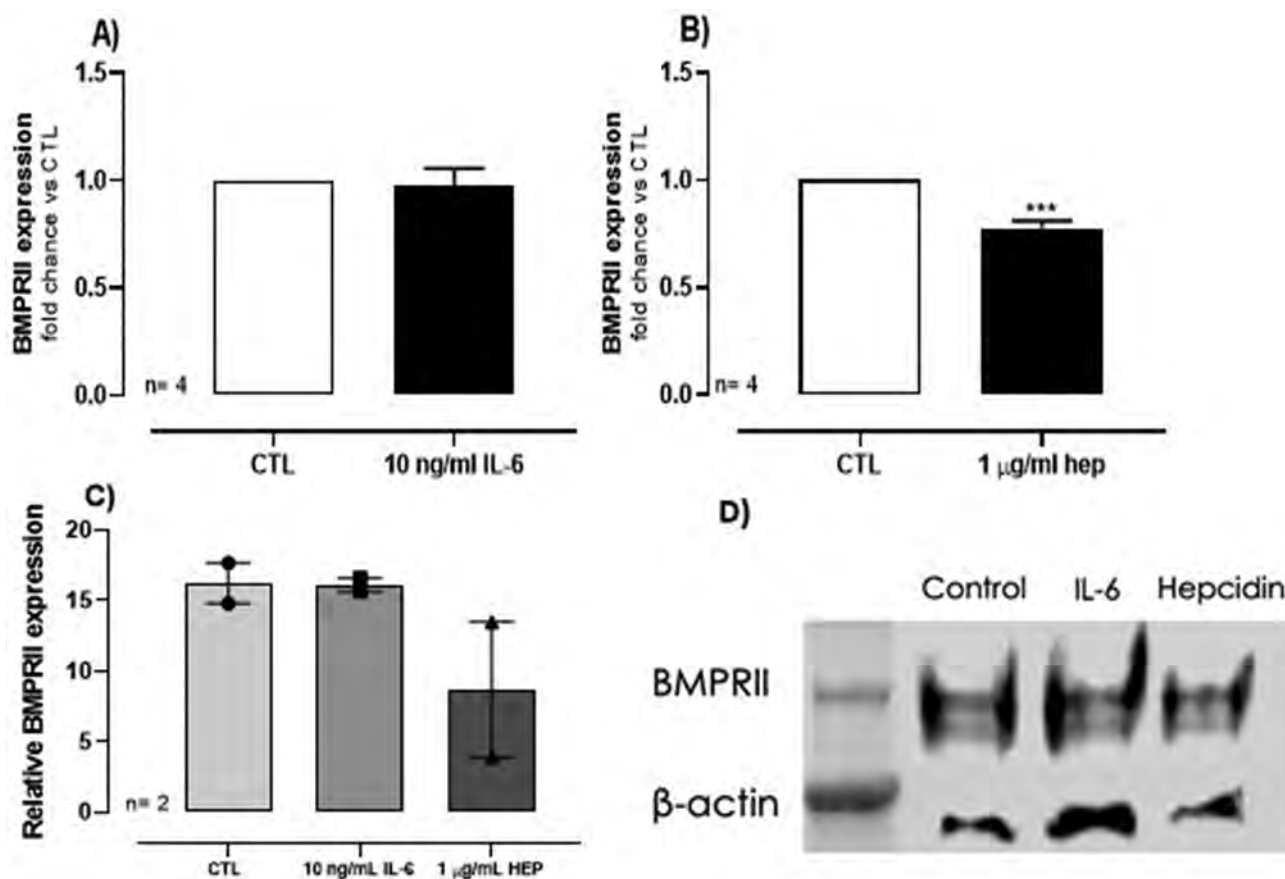 A)
BMPRII expression
fold chance vs CTL
1.5
1.0
0.5
0.0
n= 4
CTL
10 ng/ml IL-6
B)
BMPRII expression
fold chance vs CTL
1.5
1.0
0.5
0.0
***
n= 4
CTL
1 μg/ml hep
C)
Relative BMPRII expression
20
15
10
5
0
n= 2
CTL
10 ng/mL IL-6
1 μg/mL HEP
D)
Control
IL-6
Hepcidin
BMPRII
β-actin